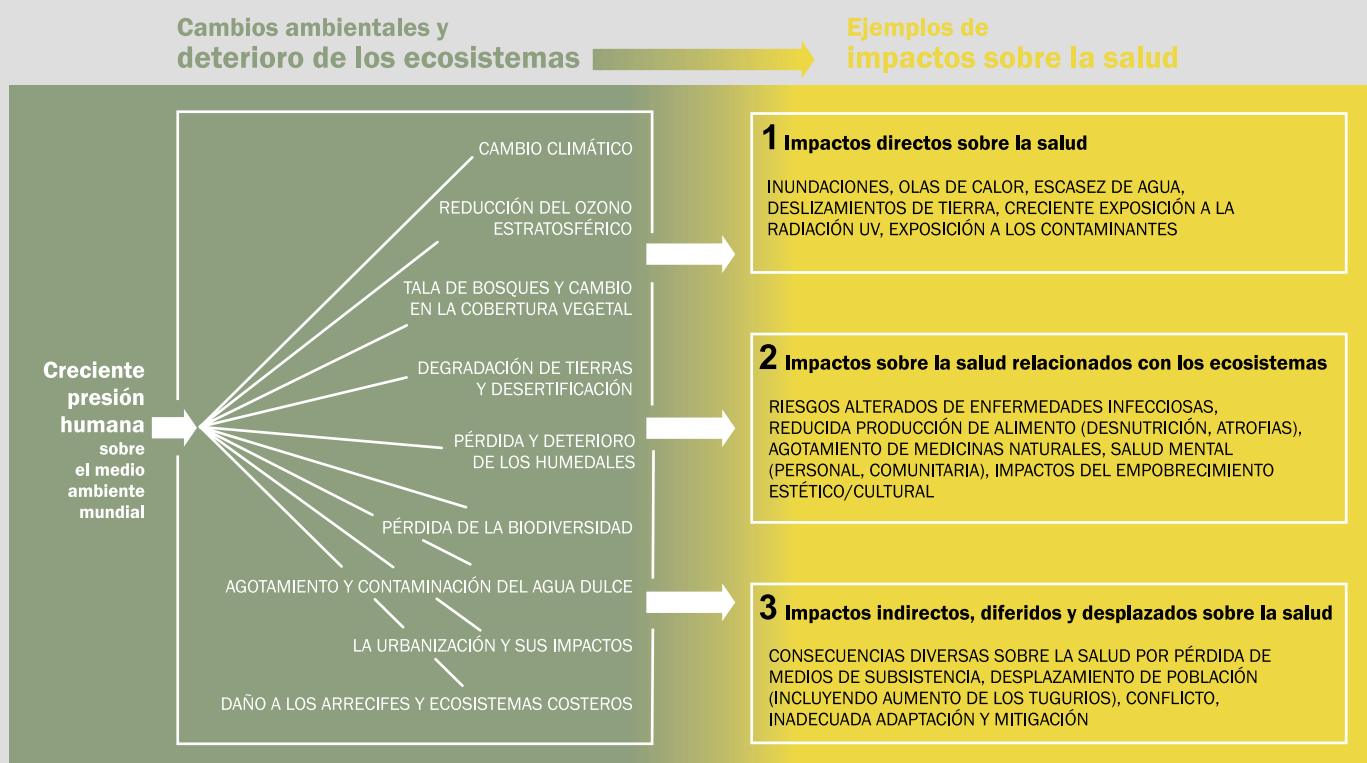 Cambios ambientales y
deterioro de los ecosistemas
Ejemplos de
impactos sobre la salud
Creciente
presión
humana
sobre
el medio
ambiente
mundial
CAMBIO CLIMÁTICO
REDUCCIÓN DEL OZONO
ESTRATOSFÉRICO
TALA DE BOSQUES Y CAMBIO
EN LA COBERTURA VEGETAL
DEGRADACIÓN DE TIERRAS
Y DESERTIFICACIÓN
PÉRDIDA Y DETERIORO
DE LOS HUMEDALES
PÉRDIDA DE LA BIODIVERSIDAD
AGOTAMIENTO Y CONTAMINACIÓN DEL AGUA DULCE
LA URBANIZACIÓN Y SUS IMPACTOS
DAÑO A LOS ARRECIFES Y ECOSISTEMAS COSTEROS
1 Impactos directos sobre la salud
INUNDACIONES, OLAS DE CALOR, ESCASEZ DE AGUA,
DESLIZAMIENTOS DE TIERRA, CRECIENTE EXPOSICIÓN A LA
RADIACIÓN UV, EXPOSICIÓN A LOS CONTAMINANTES
2 Impactos sobre la salud relacionados con los ecosistemas
RIESGOS ALTERADOS DE ENFERMEDADES INFECCIOSAS,
REDUCIDA PRODUCCIÓN DE ALIMENTO (DESNUTRICIÓN, ATROFIAS),
AGOTAMIENTO DE MEDICINAS NATURALES, SALUD MENTAL
(PERSONAL, COMUNITARIA), IMPACTOS DEL EMPOBRECIMIENTO
ESTÉTICO/CULTURAL
3 Impactos indirectos, diferidos y desplazados sobre la salud
CONSECUENCIAS DIVERSAS SOBRE LA SALUD POR PÉRDIDA DE
MEDIOS DE SUBSISTENCIA, DESPLAZAMIENTO DE POBLACIÓN
(INCLUYENDO AUMENTO DE LOS TUGURIOS), CONFLICTO,
INADECUADA ADAPTACIÓN Y MITIGACIÓN